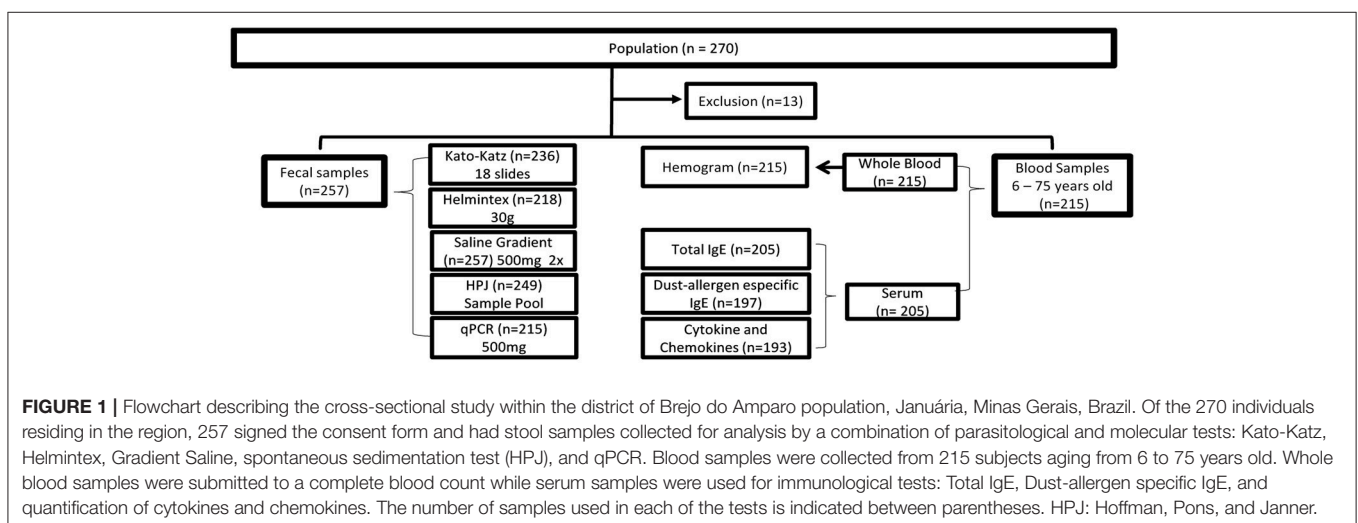 Population (n = 270)
Exclusion (n=13)
Fecal samples
(n=257)
Kato-Katz (n=236)
18 slides
Helmintex (n=218)
30g
Saline Gradient
(n=257) 500mg 2x
HPJ (n=249)
Sample Pool
qPCR (n=215)
500mg
Hemogram (n=215)
Whole Blood
(n= 215)
Blood Samples
6 – 75 years old
(n=215)
Total IgE (n=205)
Dust-allergen especific
IgE (n=197)
Cytokine and
Chemokines (n=193)
Serum
(n= 205)
FIGURE 1 | Flowchart describing the cross-sectional study within the district of Brejo do Amparo population, Januária, Minas Gerais, Brazil. Of the 270 individuals
residing in the region, 257 signed the consent form and had stool samples collected for analysis by a combination of parasitological and molecular tests: Kato-Katz,
Helmintex, Gradient Saline, spontaneous sedimentation test (HPJ), and qPCR. Blood samples were collected from 215 subjects aging from 6 to 75 years old. Whole
blood samples were submitted to a complete blood count while serum samples were used for immunological tests: Total IgE, Dust-allergen specific IgE, and
quantification of cytokines and chemokines. The number of samples used in each of the tests is indicated between parentheses. HPJ: Hoffman, Pons, and Janner.